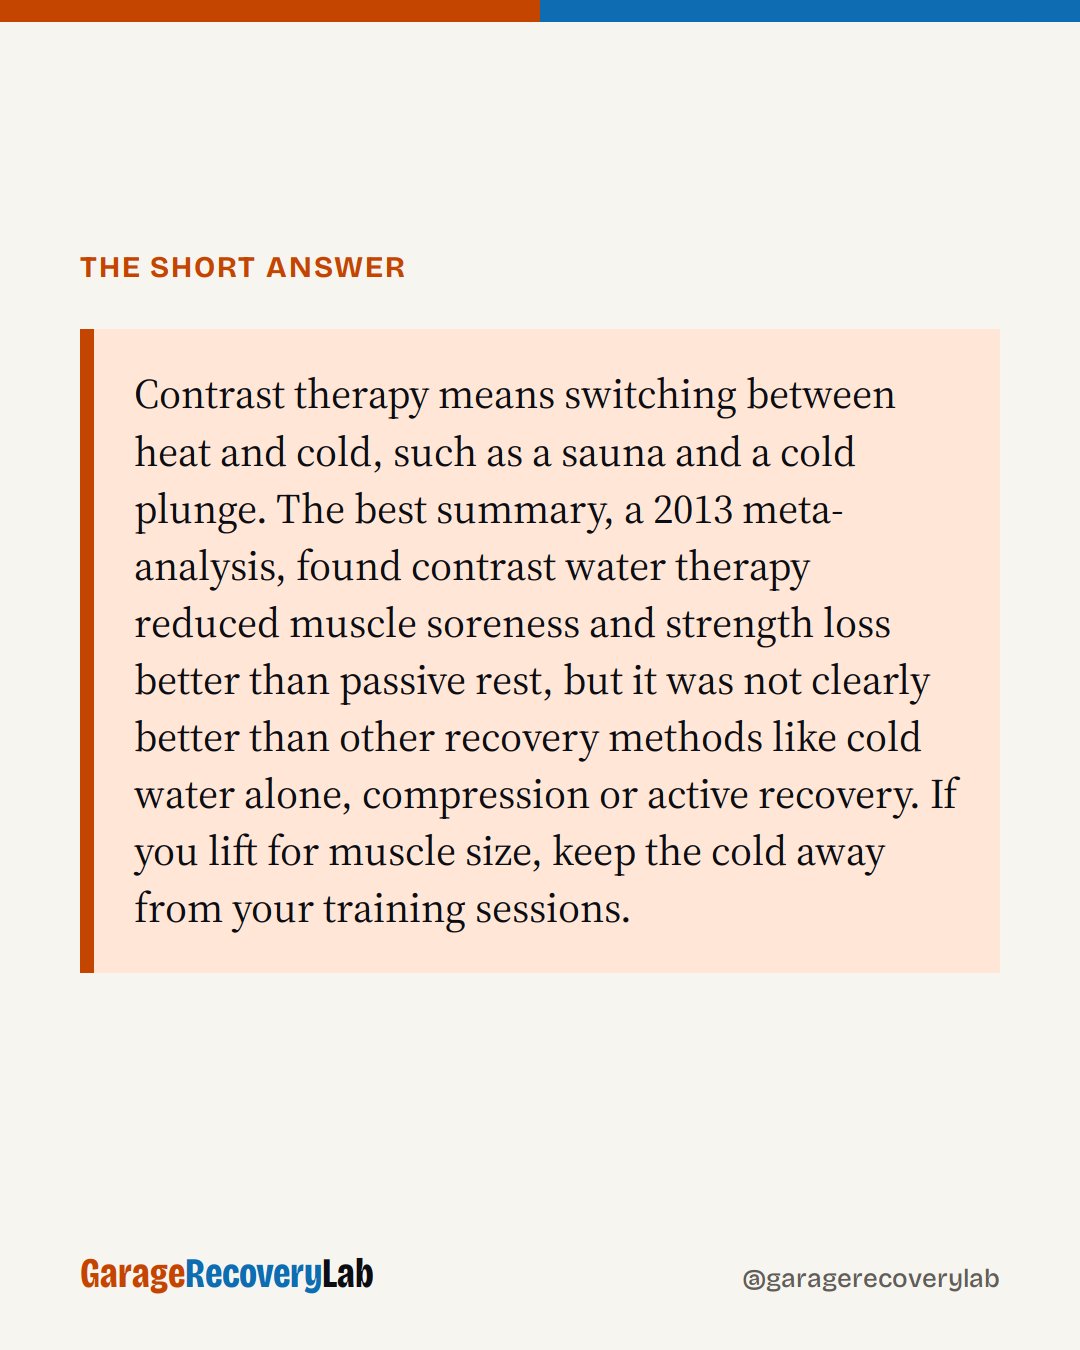 THE SHORT ANSWER
Contrast therapy means switching between
heat and cold, such as a sauna and a cold
plunge. The best summary, a 2013 meta-
analysis, found contrast water therapy
reduced muscle soreness and strength loss
better than passive rest, but it was not clearly
better than other recovery methods like cold
water alone, compression or active recovery. If
you lift for muscle size, keep the cold away
from your training sessions.
GarageRecoveryLab
@garagerecoverylab